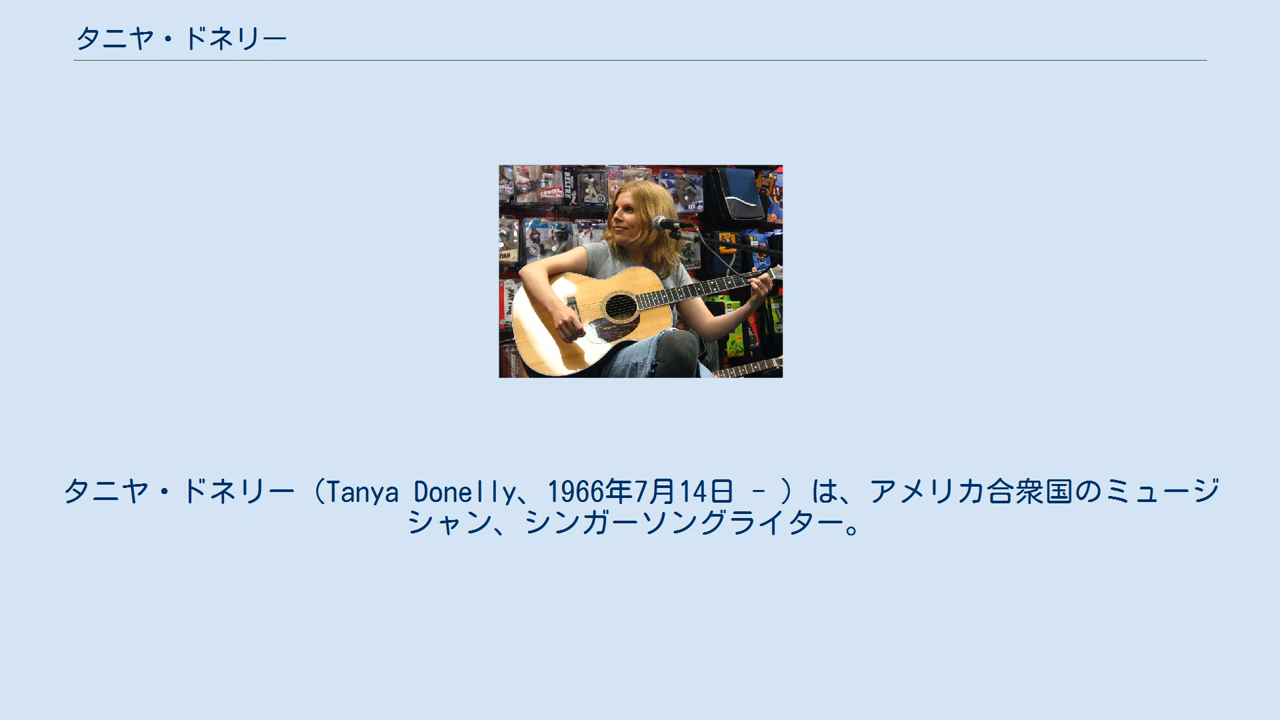 タニヤ・ドネリー
タニヤ・ドネリー（Tanya Donelly、1966年7月14日 - ）は、アメリカ合衆国のミュージ
シャン、シンガーソングライター。